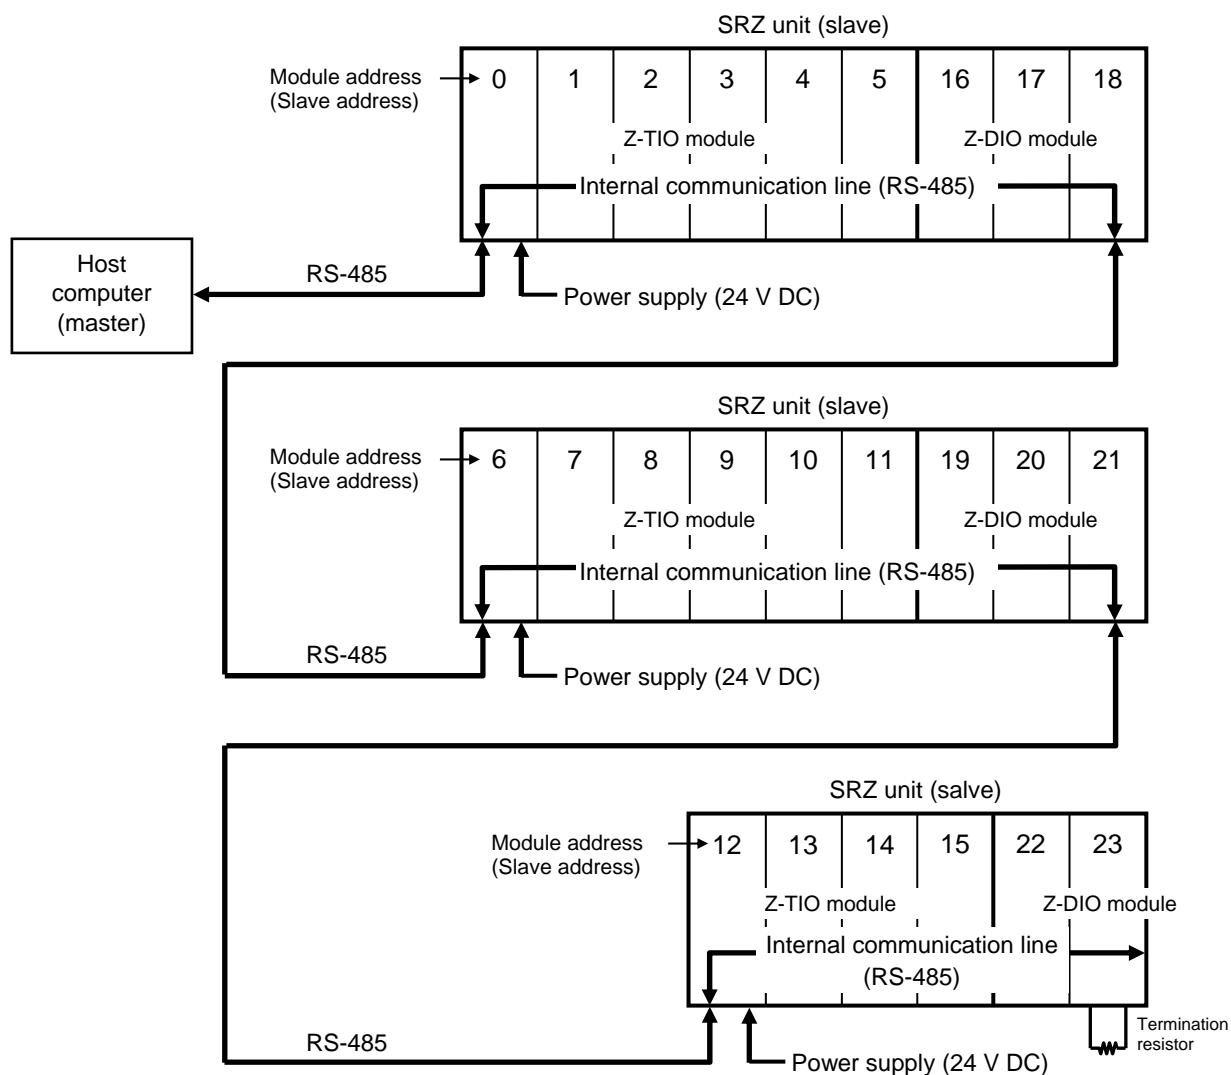 SRZ unit (slave)
Module address
(Slave address)
0 1 2 3 4 5 16 17 18
Z-TIO module Z-DIO module
Internal communication line (RS-485)
Host
computer
(master)
RS-485
Power supply (24 V DC)
SRZ unit (slave)
Module address
(Slave address)
6 7 8 9 10 11 19 20 21
Z-TIO module Z-DIO module
Internal communication line (RS-485)
RS-485
Power supply (24 V DC)
SRZ unit (salve)
Module address
(Slave address)
12 13 14 15 22 23
Z-TIO module Z-DIO module
Internal communication line
(RS-485)
RS-485
Power supply (24 V DC)
Termination
resistor